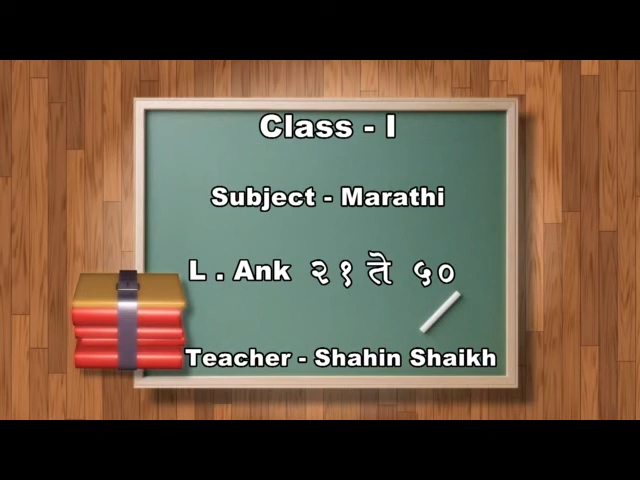 Class - I
Subject - Marathi
L . Ank २१ ते ५०
Teacher - Shahin Shaikh